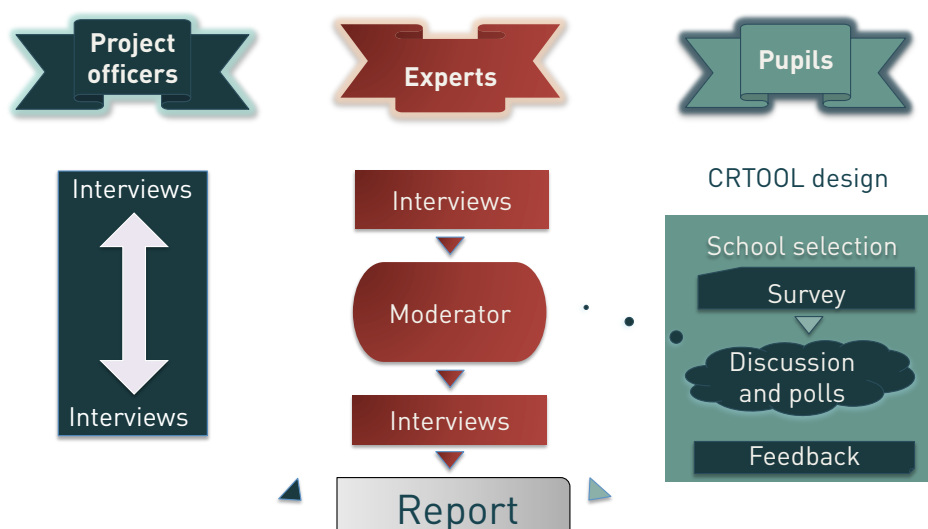 Project
officers
Experts
Pupils
Interviews
Interviews
Interviews
Moderator
Interviews
CRTOOL design
School selection
Survey
Discussion
and polls
Feedback
Report